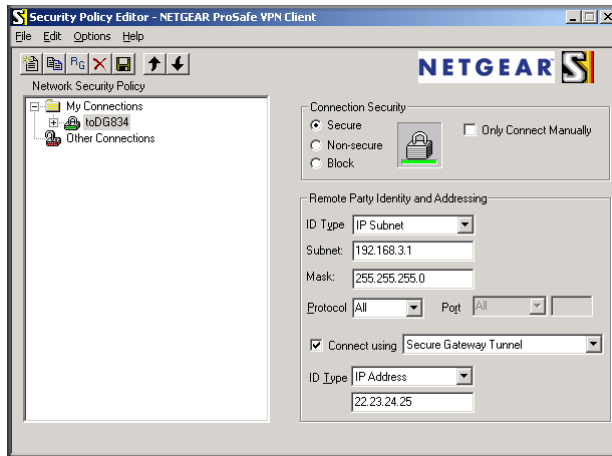 Security Policy Editor - NETGEAR ProSafe VPN Client
File Edit Options Help
NETGEAR S
Network Security Policy
My Connections
toDG834
Other Connections
Connection Security
Secure
Non-secure
Block
Only Connect Manually
Remote Party Identity and Addressing
ID Type IP Subnet
Subnet: 192.168.3.1
Mask: 255.255.255.0
Protocol All Port All
Connect using Secure Gateway Tunnel
ID Type IP Address
22.23.24.25